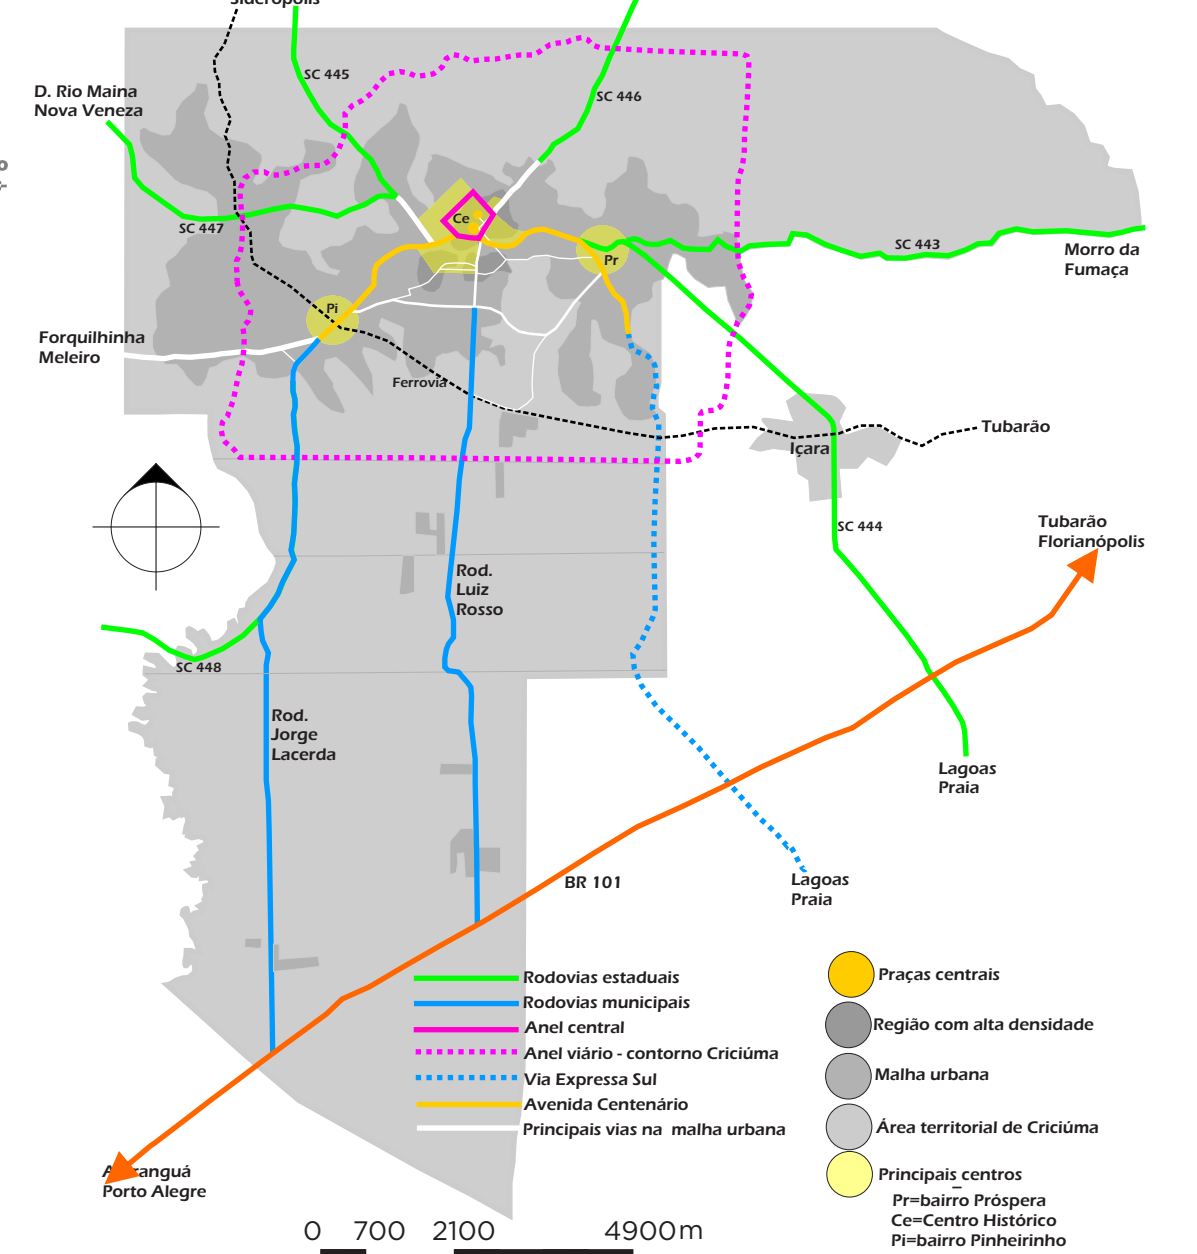 Siderópolis
SC 445
D. Rio Maina
Nova Veneza
SC 446
SC 447
Ce
SC 443
Morro da
Fumaça
Pr
Pi
Forquilhinha
Meleiro
Ferrovia
Tubarão
Içara
SC 444
Tubarão
Florianópolis
Rod.
Luiz
Rosso
SC 448
Rod.
Jorge
Lacerda
Lagoas
Praia
BR 101
Lagoas
Praia
Rodovias estaduais
Rodovias municipais
Anel central
Anel viário - contorno Criciúma
Via Expressa Sul
Avenida Centenário
Principais vias na malha urbana
Praças centrais
Região com alta densidade
Malha urbana
Área territorial de Criciúma
Principais centros
Pr=bairro Próspera
Ce=Centro Histórico
Pi=bairro Pinheirinho
Araranguá
Porto Alegre
0 700 2100 4900m